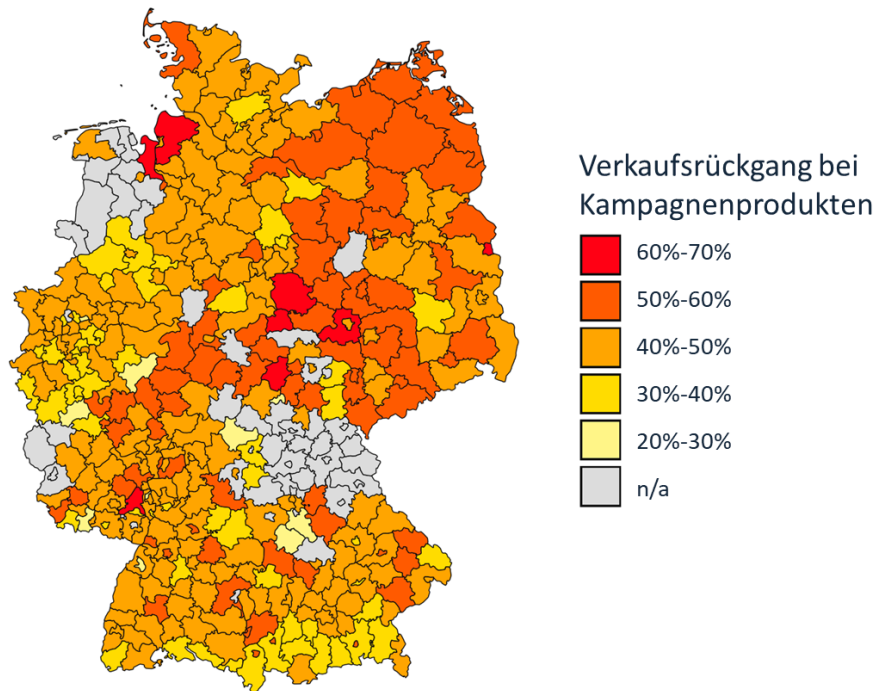 Verkaufsrückgang bei
Kampagnenprodukten
60%-70%
50%-60%
40%-50%
30%-40%
20%-30%
n/a